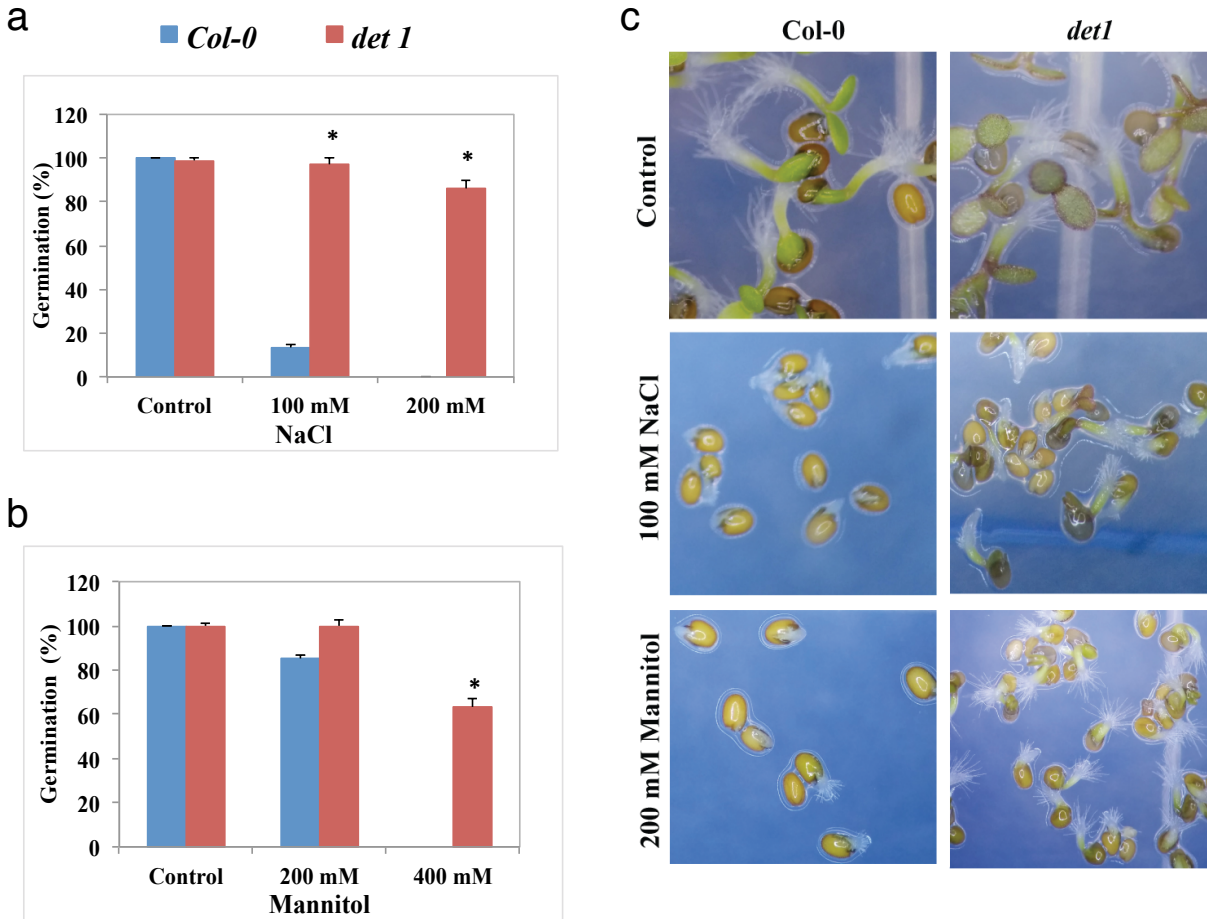 a
Col-0 det 1
Germination (%)
120
100
80
60
40
20
0
*
*
Control 100 mM 200 mM
NaCl
b
Germination (%)
120
100
80
60
40
20
0
*
Control 200 mM 400 mM
Mannitol
c
Col-0 det1
Control
100 mM NaCl
200 mM Mannitol